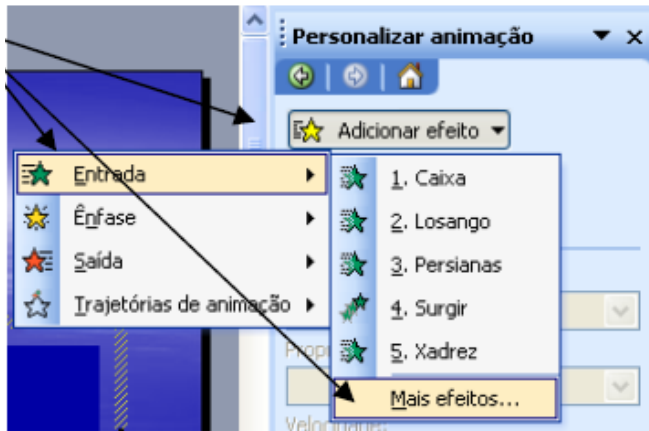 Personalizar animação
Adicionar efeito
Entrada
Ênfase
Saída
Trajetórias de animação
1. Caixa
2. Losango
3. Persianas
4. Surgir
5. Xadrez
Mais efeitos...
Velocidade: